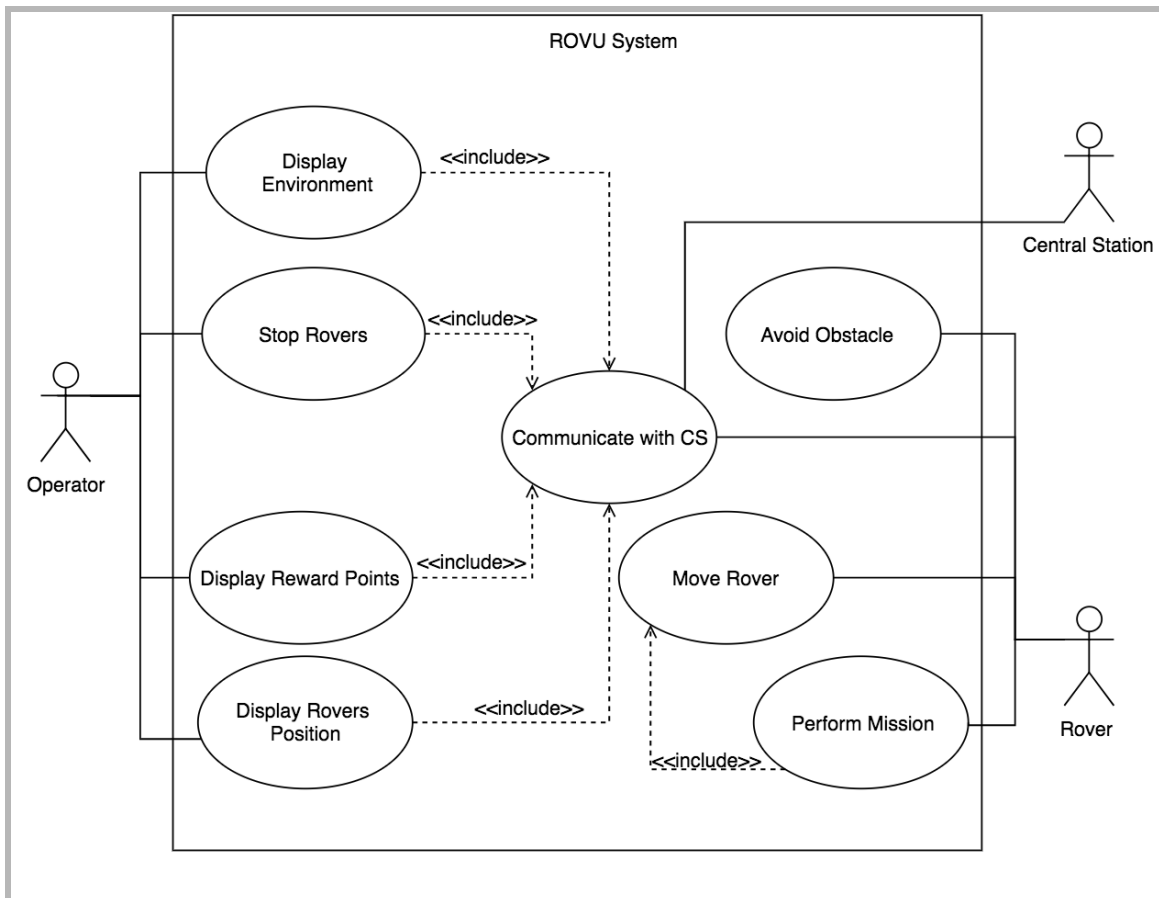 ROVU System
Display
Environment
<<include>>
Central Station
Stop Rovers
<<include>>
Avoid Obstacle
Communicate with CS
Operator
Display Reward Points
<<include>>
Move Rover
Display Rovers
Position
<<include>>
Perform Mission
Rover
<<include>>